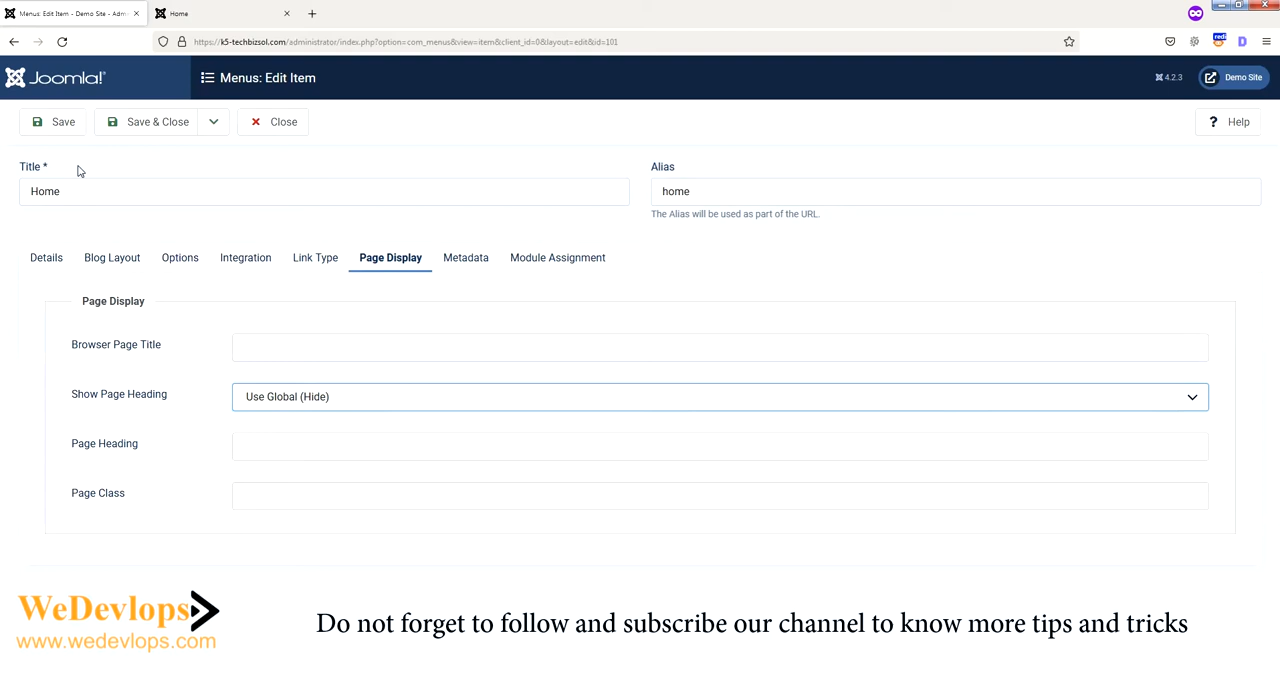 Menus: Edit Item - Demo Site - Adm
Home
https://k5-techbizsol.com/administrator/index.php?option=com_menus&view=item&client_id=0&layout=edit&id=101
redi
D
Joomla!
Menus: Edit Item
4.2.3
Demo Site
Save
Save & Close
Close
? Help
Title *
Alias
Home
home
The Alias will be used as part of the URL.
Details Blog Layout Options Integration Link Type Page Display Metadata Module Assignment
Page Display
Browser Page Title
Show Page Heading
Use Global (Hide)
Page Heading
Page Class
WeDevlops
www.wedevlops.com
Do not forget to follow and subscribe our channel to know more tips and tricks